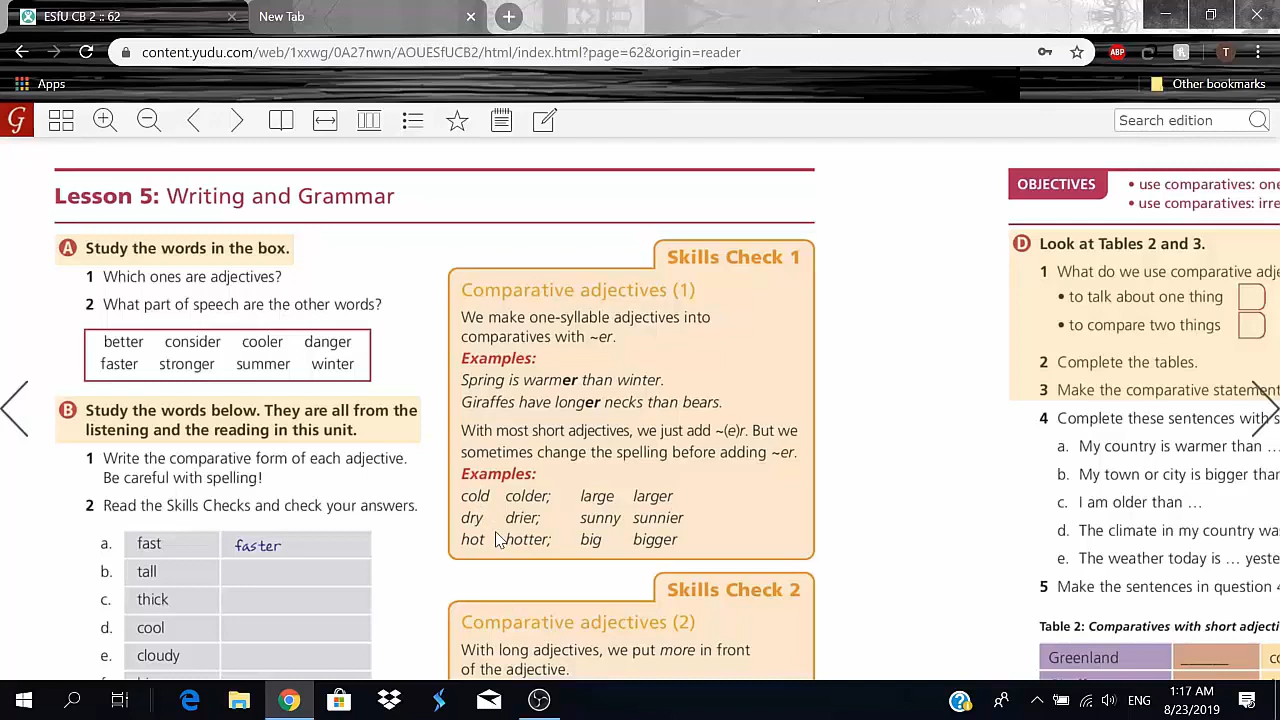 ESfU CB 2 :: 62
New Tab
content.yudu.com/web/1xxwg/0A27nwn/AOUESfUCB2/html/index.html?page=62&origin=reader
ABP
T
Apps
Other bookmarks
G
Search edition
Lesson 5: Writing and Grammar
A Study the words in the box.
1 Which ones are adjectives?
2 What part of speech are the other words?
better consider cooler danger
faster stronger summer winter
B Study the words below. They are all from the
listening and the reading in this unit.
1 Write the comparative form of each adjective.
Be careful with spelling!
2 Read the Skills Checks and check your answers.
a. fast faster
b. tall
c. thick
d. cool
e. cloudy
Skills Check 1
Comparative adjectives (1)
We make one-syllable adjectives into
comparatives with ~er.
Examples:
Spring is warmer than winter.
Giraffes have longer necks than bears.
With most short adjectives, we just add ~(e)r. But we
sometimes change the spelling before adding ~er.
Examples:
cold colder; large larger
dry drier; sunny sunnier
hot hotter; big bigger
Skills Check 2
Comparative adjectives (2)
With long adjectives, we put more in front
of the adjective.
OBJECTIVES
• use comparatives: one
• use comparatives: irre
D Look at Tables 2 and 3.
1 What do we use comparative adje
• to talk about one thing
• to compare two things
2 Complete the tables.
3 Make the comparative statement
4 Complete these sentences with s
a. My country is warmer than ...
b. My town or city is bigger than
c. I am older than ...
d. The climate in my country wa
e. The weather today is ... yeste
5 Make the sentences in question 4
Table 2: Comparatives with short adjecti
Greenland ______ co
ENG
1:17 AM
8/23/2019